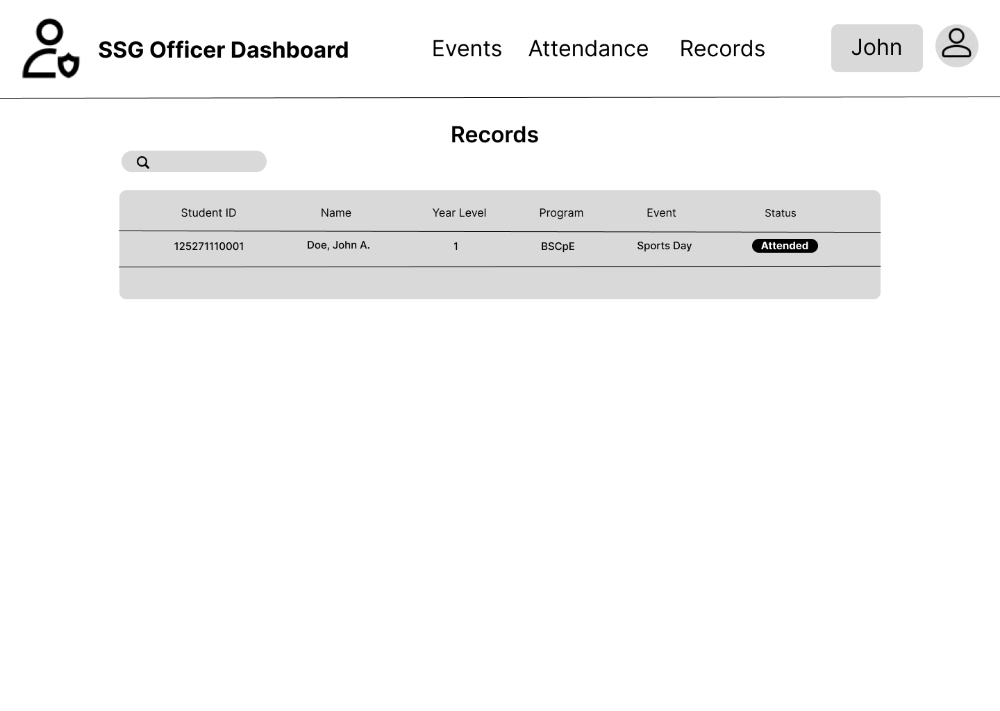 SSG Officer Dashboard
Events
Attendance
Records
John
Records
Student ID
Name
Year Level
Program
Event
Status
125271110001
Doe, John A.
1
BSCpE
Sports Day
Attended